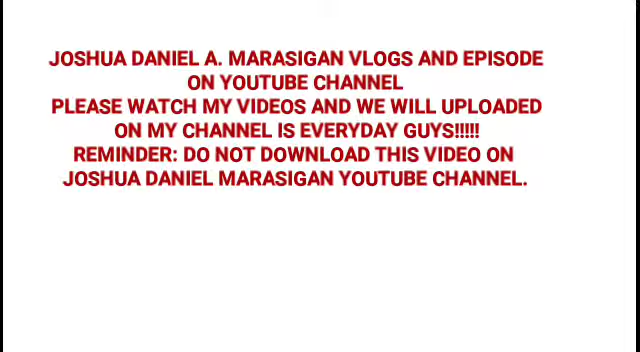 JOSHUA DANIEL A. MARASIGAN VLOGS AND EPISODE
ON YOUTUBE CHANNEL
PLEASE WATCH MY VIDEOS AND WE WILL UPLOADED
ON MY CHANNEL IS EVERYDAY GUYS!!!!!
REMINDER: DO NOT DOWNLOAD THIS VIDEO ON
JOSHUA DANIEL MARASIGAN YOUTUBE CHANNEL.